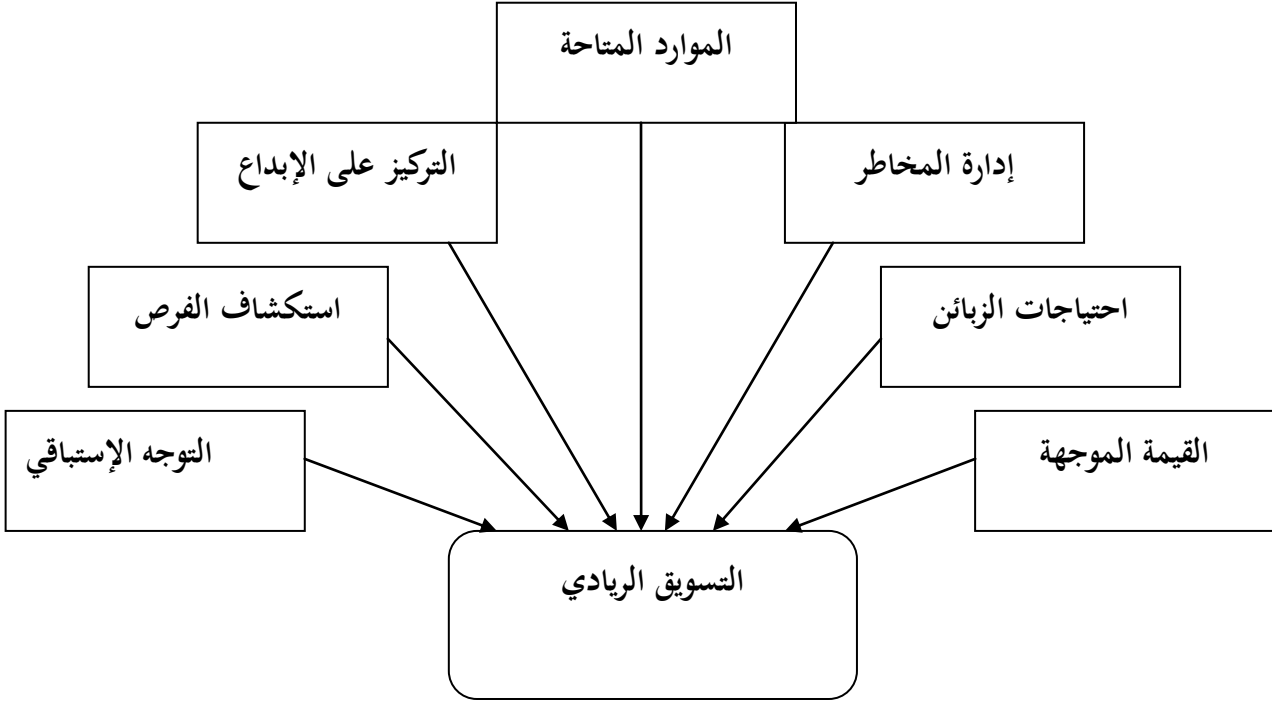 الموارد المتاحة
إدارة المخاطر
التركيز على الإبداع
احتياجات الزبائن
استكشاف الفرص
القيمة الموجهة
التوجه الإستباقي
التسويق الريادي